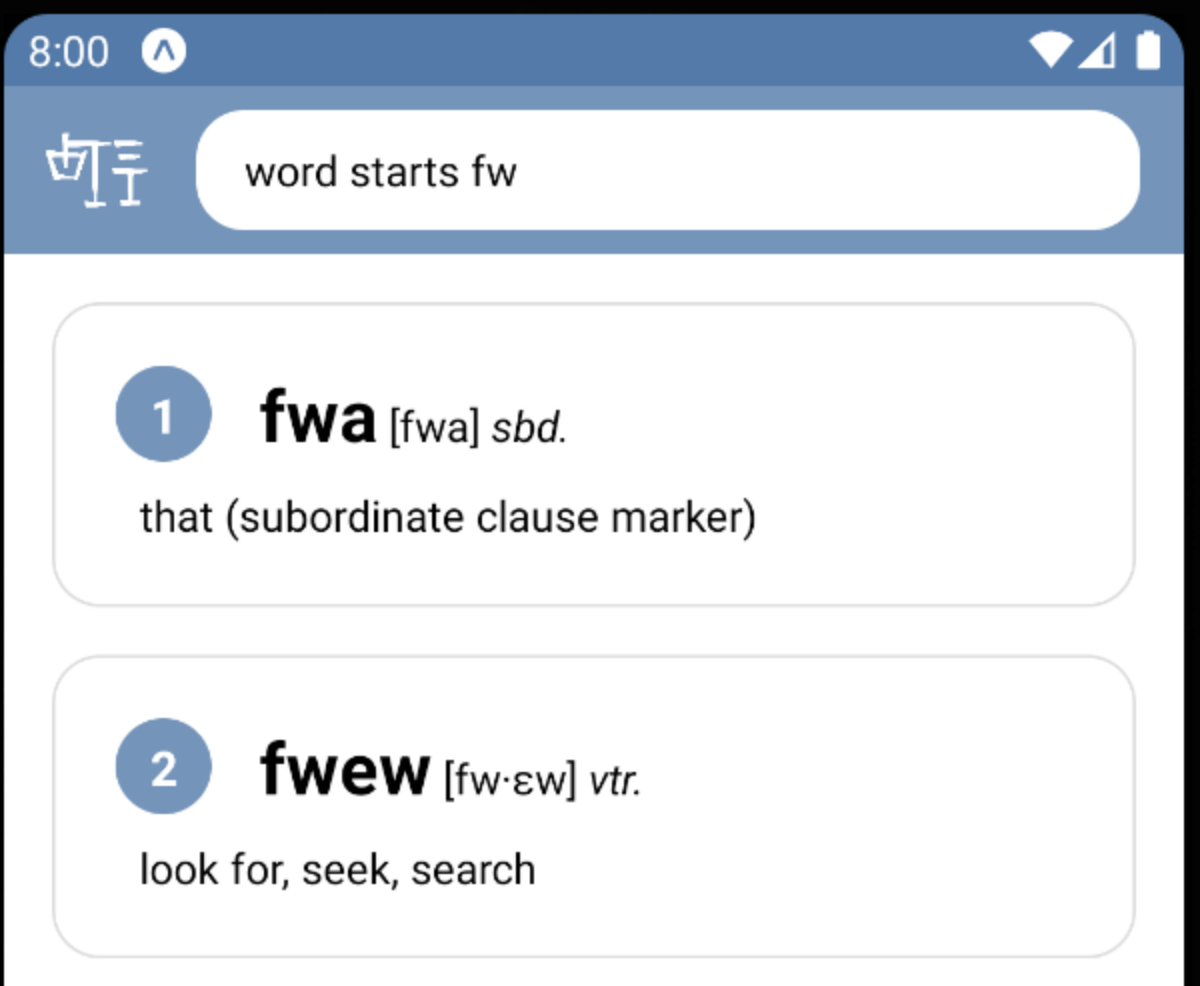 8:00
word starts fw
1 fwa [fwa] sbd.
that (subordinate clause marker)
2 fwew [fw·ɛw] vtr.
look for, seek, search